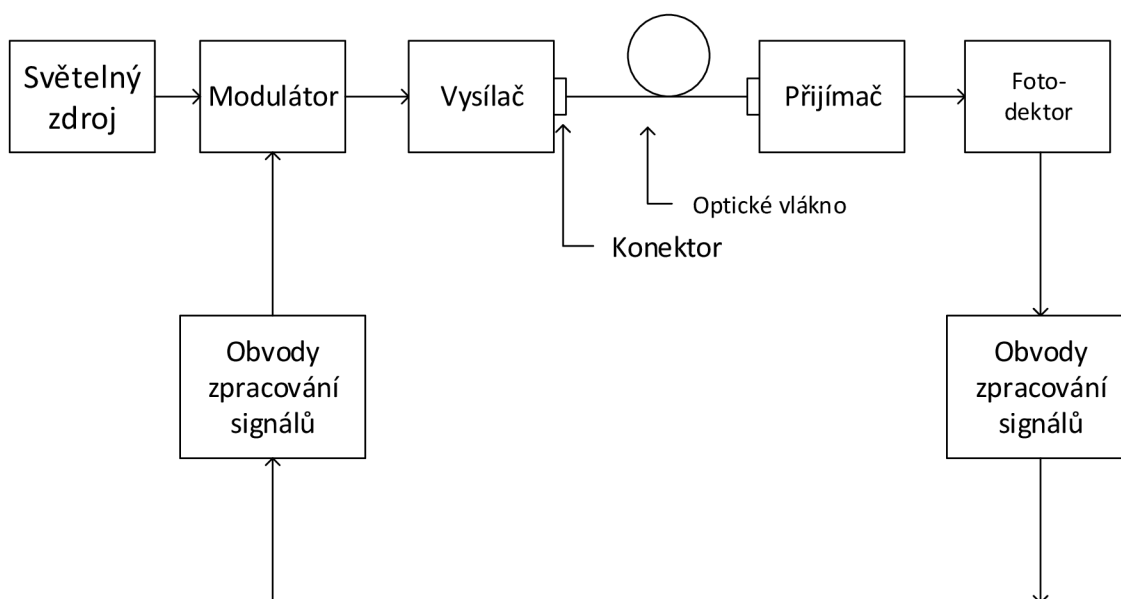 Světelný
zdroj
Modulátor
Vysílač
Přijímač
Foto-
dektor
Optické vlákno
Konektor
Obvody
zpracování
signálů
Obvody
zpracování
signálů